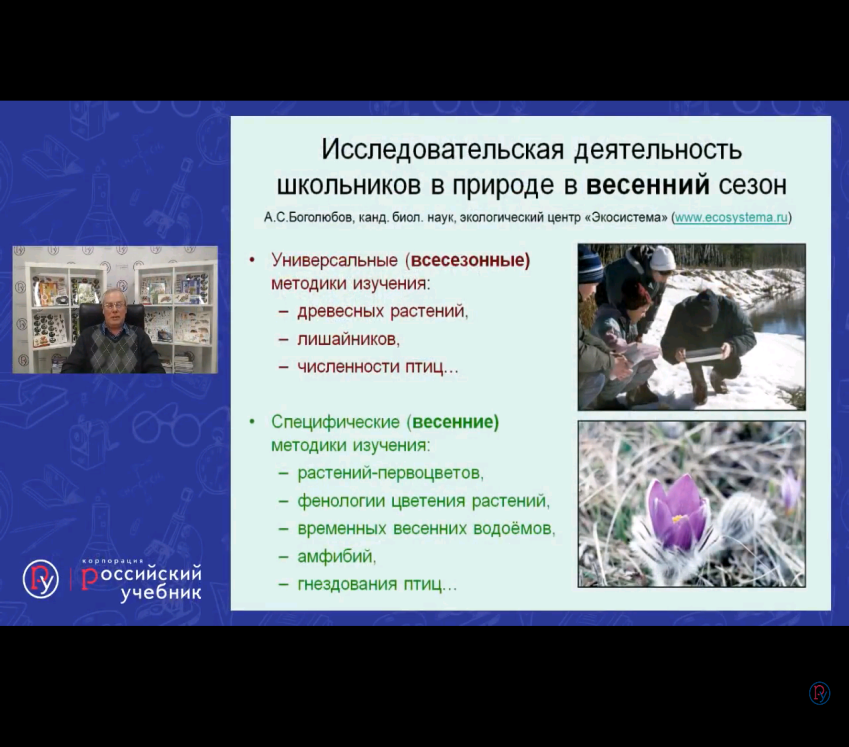 Исследовательская деятельность
школьников в природе в весенний сезон
А.С.Боголюбов, канд. биол. наук, экологический центр «Экосистема» (www.ecosystema.ru)
• Универсальные (всесезонные)
методики изучения:
– древесных растений,
– лишайников,
– численности птиц...
• Специфические (весенние)
методики изучения:
– растений-первоцветов,
– фенологии цветения растений,
– временных весенних водоёмов,
– амфибий,
– гнездования птиц...
корпорация
российский
учебник